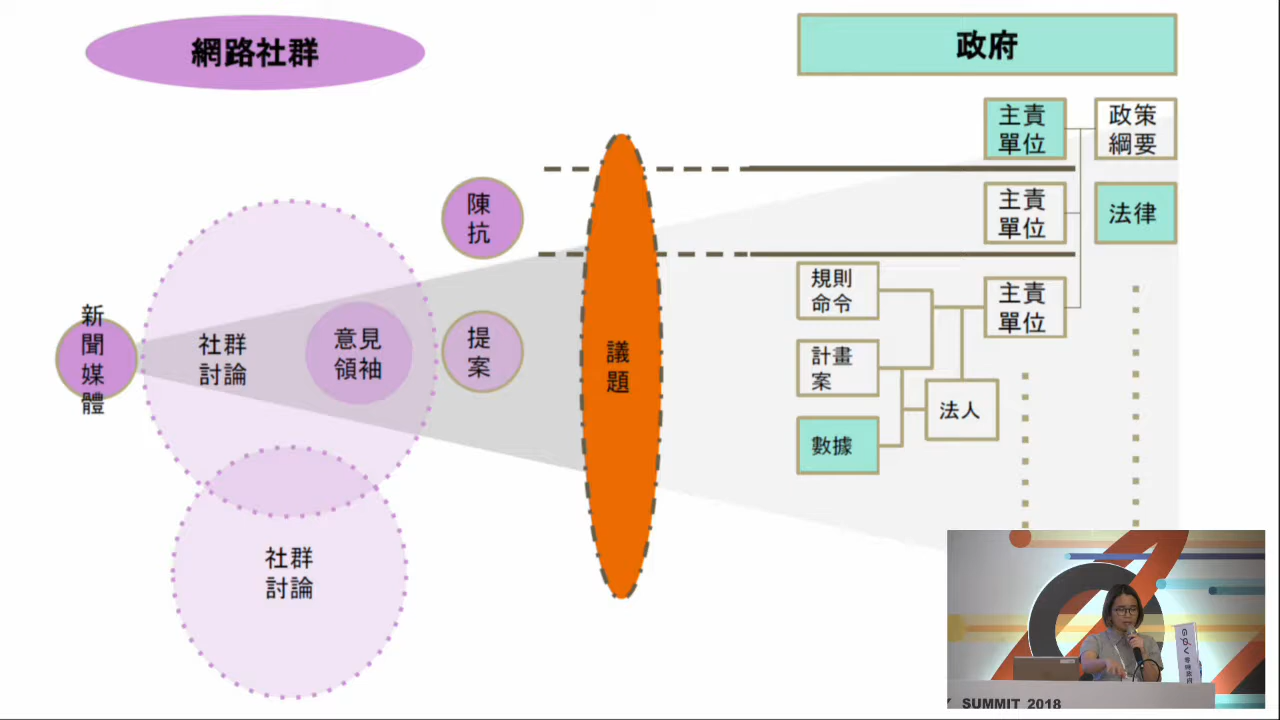 網路社群
政府
主責
單位
政策
綱要
陳
抗
主責
單位
法律
規則
命令
主責
單位
新
聞
媒
體
社群
討論
意見
領袖
提
案
議
題
計畫
案
法人
數據
社群
討論
SUMMIT 2018